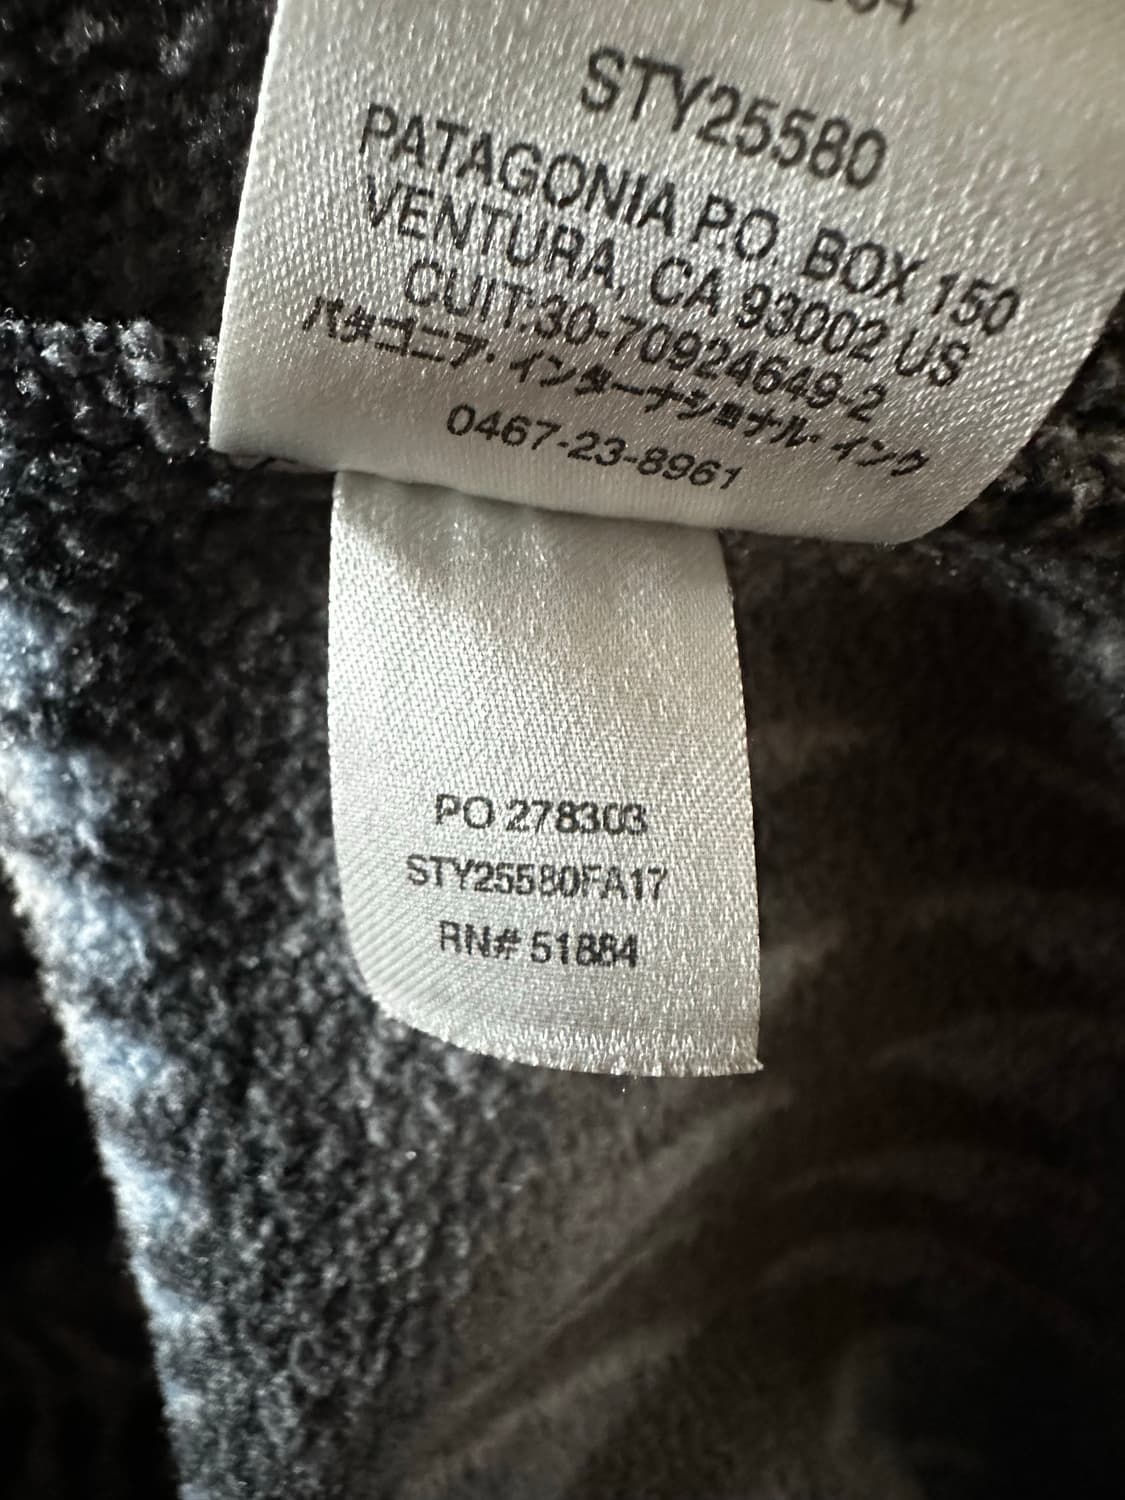 STY25580
PATAGONIA P.O. BOX 150
VENTURA, CA 93002 US
CUIT:30-70924649-2
パタゴニア・インターナショナル・インク
0467-23-8961
PO 278303
STY25580FA17
RN# 51884